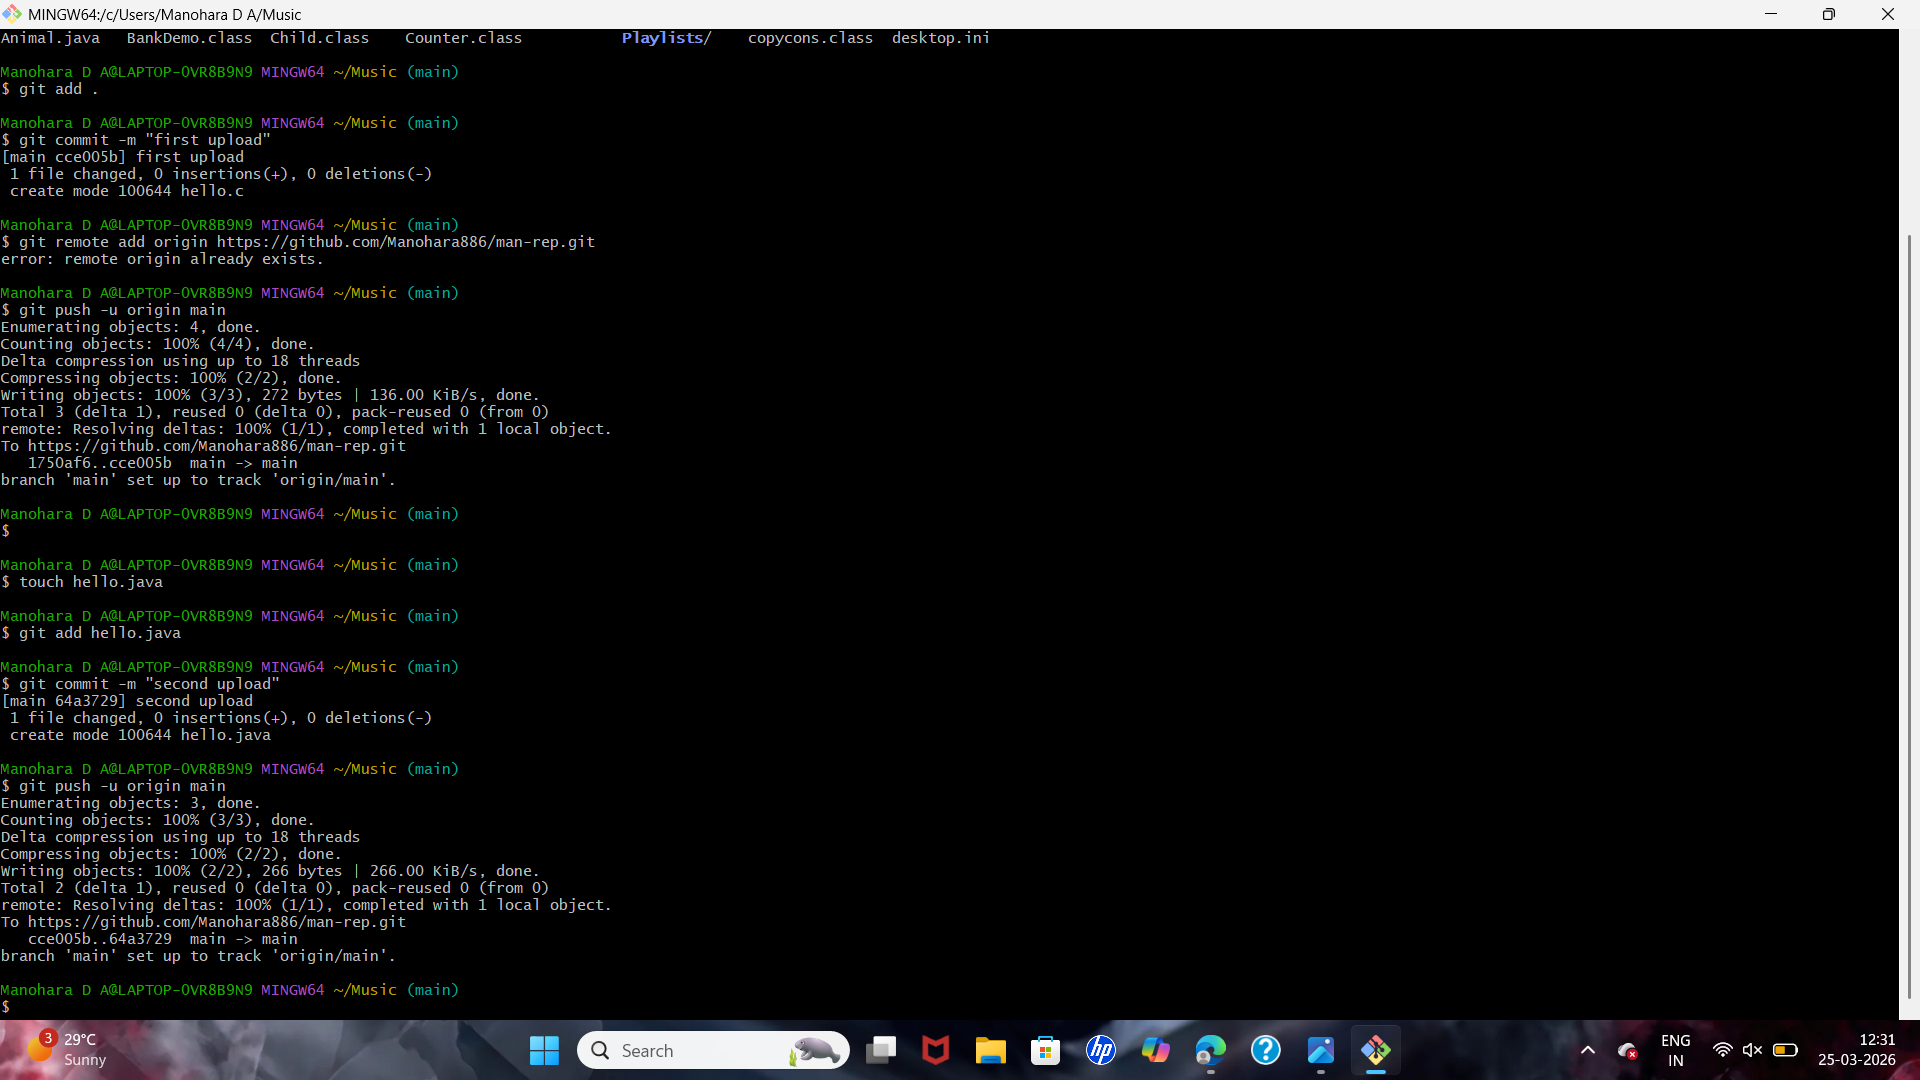 MINGW64:/c/Users/Manohara D A/Music
Animal.java   BankDemo.class  Child.class    Counter.class           Playlists/    copycons.class  desktop.ini
Manohara D A@LAPTOP-OVR8B9N9 MINGW64 ~/Music (main)
$ git add .
Manohara D A@LAPTOP-OVR8B9N9 MINGW64 ~/Music (main)
$ git commit -m "first upload"
[main cce005b] first upload
 1 file changed, 0 insertions(+), 0 deletions(-)
 create mode 100644 hello.c
Manohara D A@LAPTOP-OVR8B9N9 MINGW64 ~/Music (main)
$ git remote add origin https://github.com/Manohara886/man-rep.git
error: remote origin already exists.
Manohara D A@LAPTOP-OVR8B9N9 MINGW64 ~/Music (main)
$ git push -u origin main
Enumerating objects: 4, done.
Counting objects: 100% (4/4), done.
Delta compression using up to 18 threads
Compressing objects: 100% (2/2), done.
Writing objects: 100% (3/3), 272 bytes | 136.00 KiB/s, done.
Total 3 (delta 1), reused 0 (delta 0), pack-reused 0 (from 0)
remote: Resolving deltas: 100% (1/1), completed with 1 local object.
To https://github.com/Manohara886/man-rep.git
   1750af6..cce005b  main -> main
branch 'main' set up to track 'origin/main'.
Manohara D A@LAPTOP-OVR8B9N9 MINGW64 ~/Music (main)
$
Manohara D A@LAPTOP-OVR8B9N9 MINGW64 ~/Music (main)
$ touch hello.java
Manohara D A@LAPTOP-OVR8B9N9 MINGW64 ~/Music (main)
$ git add hello.java
Manohara D A@LAPTOP-OVR8B9N9 MINGW64 ~/Music (main)
$ git commit -m "second upload"
[main 64a3729] second upload
 1 file changed, 0 insertions(+), 0 deletions(-)
 create mode 100644 hello.java
Manohara D A@LAPTOP-OVR8B9N9 MINGW64 ~/Music (main)
$ git push -u origin main
Enumerating objects: 3, done.
Counting objects: 100% (3/3), done.
Delta compression using up to 18 threads
Compressing objects: 100% (2/2), done.
Writing objects: 100% (2/2), 266 bytes | 266.00 KiB/s, done.
Total 2 (delta 1), reused 0 (delta 0), pack-reused 0 (from 0)
remote: Resolving deltas: 100% (1/1), completed with 1 local object.
To https://github.com/Manohara886/man-rep.git
   cce005b..64a3729  main -> main
branch 'main' set up to track 'origin/main'.
Manohara D A@LAPTOP-OVR8B9N9 MINGW64 ~/Music (main)
$
3
29°C
Sunny
Search
hp
ENG
IN
12:31
25-03-2026